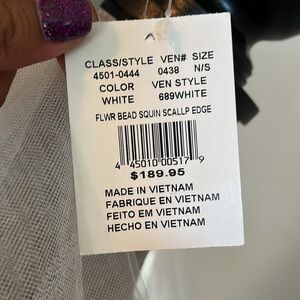 CLASS/STYLE VEN# SIZE
4501-0444 0438 N/S
COLOR VEN STYLE
WHITE 689WHITE
FLWR BEAD SQUIN SCALLP EDGE
4 45010 00517 9
$189.95
MADE IN VIETNAM
FABRIQUE EN VIETNAM
FEITO EM VIETNAM
HECHO EN VIETNAM